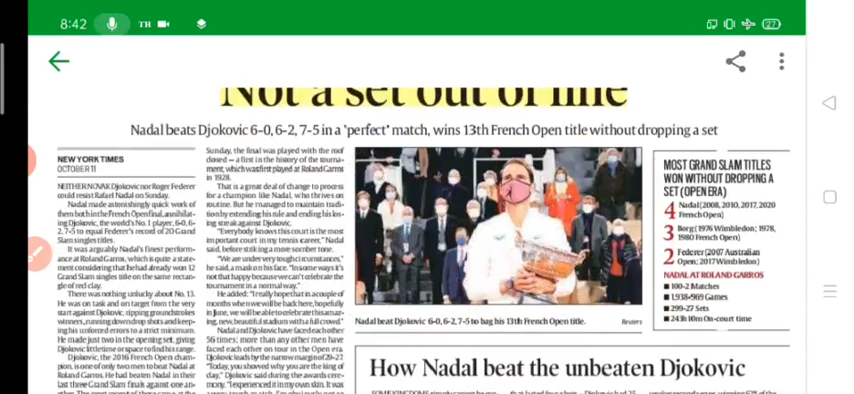 8:42
TH
27
Not a set out of line
Nadal beats Djokovic 6-0, 6-2, 7-5 in a 'perfect' match, wins 13th French Open title without dropping a set
NEW YORK TIMES
OCTOBER 11
NEITHER NOVAK Djokovic nor Roger Federer
could resist Rafael Nadal on Sunday.
Nadal made astonishingly quick work of
them both in the French Open final, annihilat-
ing Djokovic, the world's No. 1 player, 6-0, 6-
2, 7-5 to equal Federer's record of 20 Grand
Slam singles titles.
It was arguably Nadal's finest perform-
ance at Roland Garros, which is quite a state-
ment considering that he had already won 12
Grand Slam singles title on the same rectan-
gle of red clay.
There was nothing unlucky about No. 13.
He was on task and on target from the very
start against Djokovic, ripping groundstrokes
winners, running down drop shots and keep-
ing his unforced errors to a strict minimum.
He made just two in the opening set, giving
Djokovic little time or space to find his range.
Djokovic, the 2016 French Open cham-
pion, is one of only two men to beat Nadal at
Roland Garros. He had beaten Nadal in their
last three Grand Slam finals against one an-
other. The most recent of those came at the
Sunday, the final was played with the roof
closed — a first in the history of the tourna-
ment, which was first played at Roland Garros
in 1928.
That is a great deal of change to process
for a champion like Nadal, who thrives on
routine. But he managed to maintain tradi-
tion by extending his rule and ending his los-
ing streak against Djokovic.
"Everybody knows this court is the most
important court in my tennis career," Nadal
said, before striking a more somber tone.
"We are under very tough circumstances,"
he said, a mask on his face. "In some ways it's
not that happy because we can't celebrate the
tournament in a normal way."
He added: "I really hope that in a couple of
months when we will be back here, hopefully
in June, we will be able to celebrate this amaz-
ing, new, beautiful stadium with a full crowd."
Nadal and Djokovic have faced each other
56 times; more than any other men have
faced each other on tour in the Open era.
Djokovic leads by the narrow margin of 29-27.
"Today, you showed why you are the king of
clay," Djokovic said during the awards cere-
mony. "I experienced it in my own skin. It was
Nadal beat Djokovic 6-0, 6-2, 7-5 to bag his 13th French Open title. Reuters
MOST GRAND SLAM TITLES
WON WITHOUT DROPPING A
SET (OPEN ERA)
4 Nadal (2008, 2010, 2017, 2020
French Open)
3 Borg (1976 Wimbledon; 1978,
1980 French Open)
2 Federer (2007 Australian
Open; 2017 Wimbledon)
NADAL AT ROLAND GARROS
■ 100-2 Matches
■ 1,938-969 Games
■ 299-27 Sets
■ 243h 10m On-court time
How Nadal beat the unbeaten Djokovic